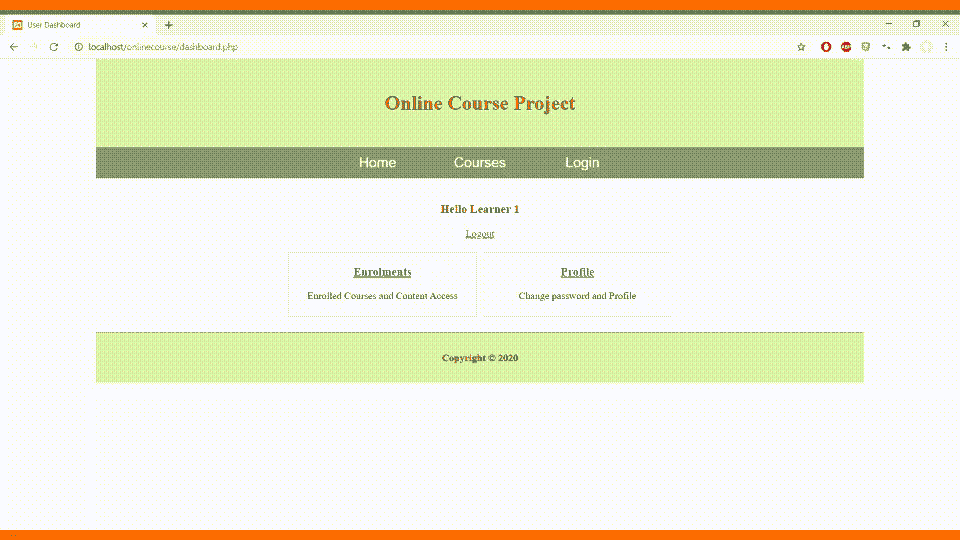 User Dashboard
localhost/onlinecourse/dashboard.php
ABP
Online Course Project
Home Courses Login
Hello Learner 1
Logout
Enrolments Profile
Enrolled Courses and Content Access Change password and Profile
Copyright © 2020